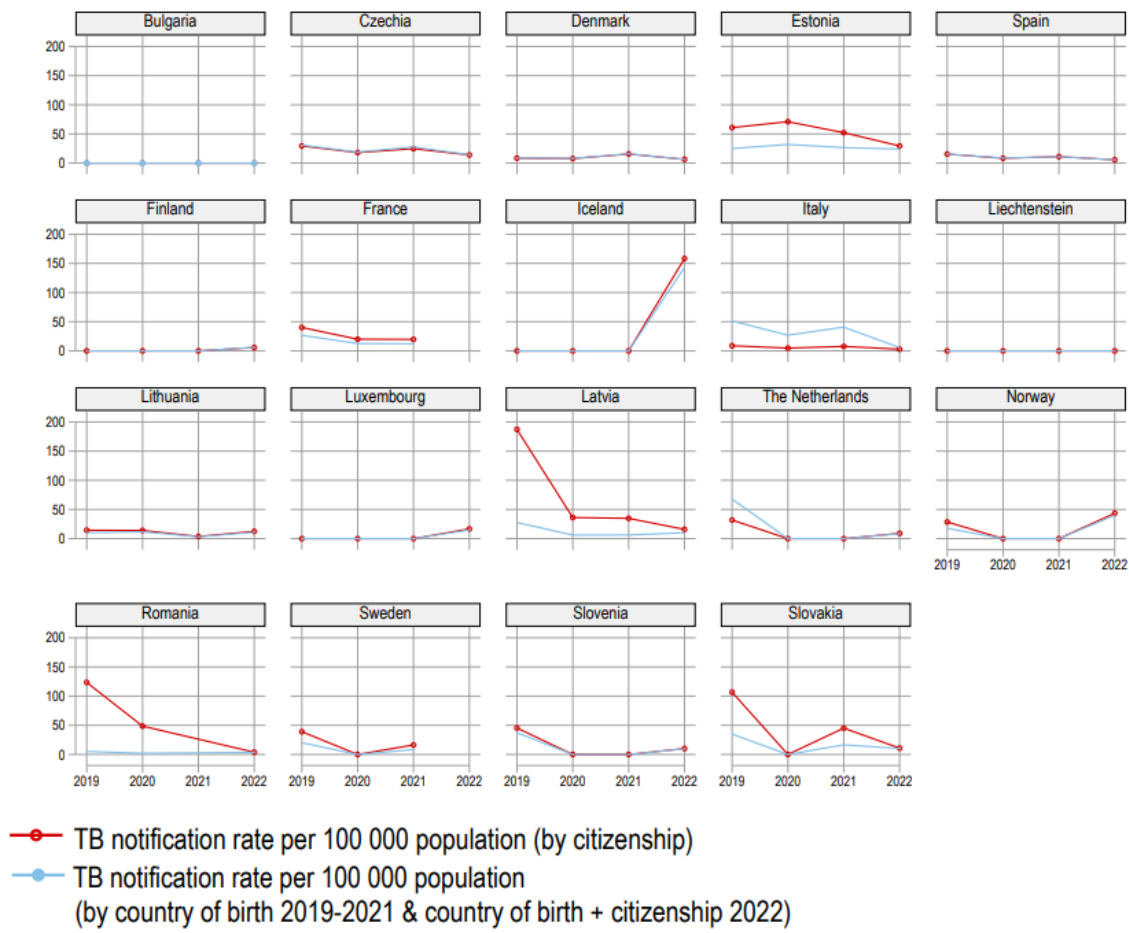 Bulgaria Czechia Denmark Estonia Spain
200
150
100
50
0
Finland France Iceland Italy Liechtenstein
200
150
100
50
0
Lithuania Luxembourg Latvia The Netherlands Norway
200
150
100
50
0
2019 2020 2021 2022
Romania Sweden Slovenia Slovakia
200
150
100
50
0
2019 2020 2021 2022 2019 2020 2021 2022 2019 2020 2021 2022 2019 2020 2021 2022
TB notification rate per 100 000 population (by citizenship)
TB notification rate per 100 000 population
(by country of birth 2019-2021 & country of birth + citizenship 2022)